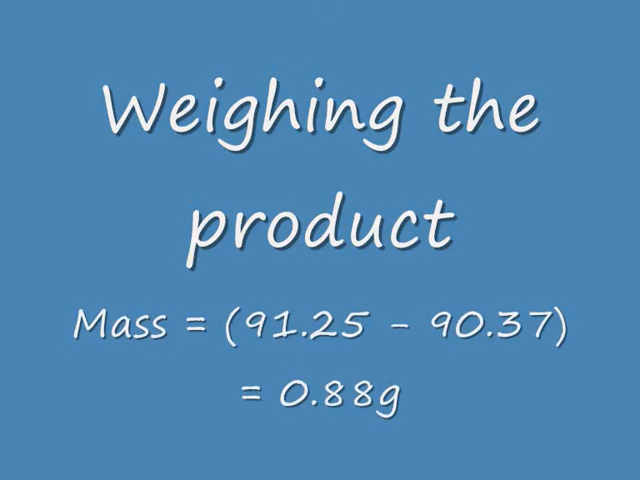 Weighing the
product
Mass = (91.25 - 90.37)
= 0.88g